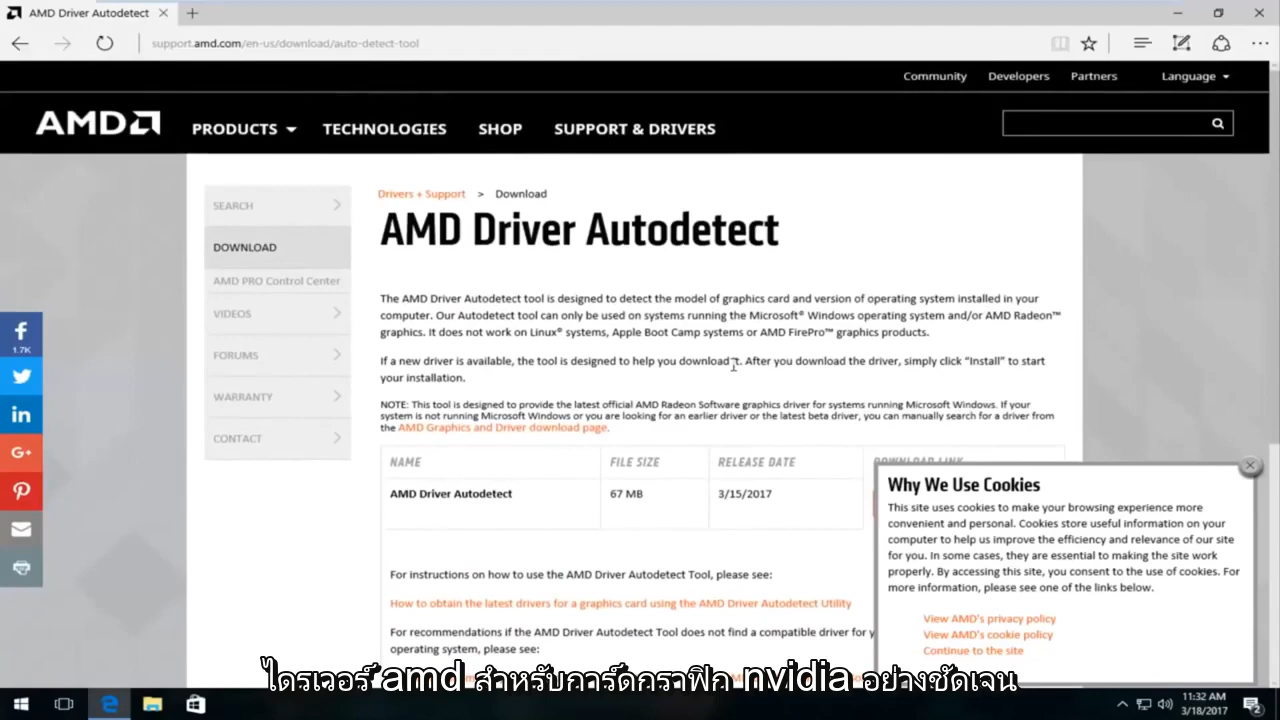 AMD Driver Autodetect
support.amd.com/en-us/download/auto-detect-tool
Community Developers Partners Language
AMD PRODUCTS TECHNOLOGIES SHOP SUPPORT & DRIVERS
SEARCH
DOWNLOAD
AMD PRO Control Center
VIDEOS
FORUMS
WARRANTY
CONTACT
1.7K
Drivers + Support > Download
AMD Driver Autodetect
The AMD Driver Autodetect tool is designed to detect the model of graphics card and version of operating system installed in your
computer. Our Autodetect tool can only be used on systems running the Microsoft® Windows operating system and/or AMD Radeon™
graphics. It does not work on Linux® systems, Apple Boot Camp systems or AMD FirePro™ graphics products.
If a new driver is available, the tool is designed to help you download it. After you download the driver, simply click “Install” to start
your installation.
NOTE: This tool is designed to provide the latest official AMD Radeon Software graphics driver for systems running Microsoft Windows. If your
system is not running Microsoft Windows or you are looking for an earlier driver or the latest beta driver, you can manually search for a driver from
the AMD Graphics and Driver download page.
NAME FILE SIZE RELEASE DATE DOWNLOAD LINK
AMD Driver Autodetect 67 MB 3/15/2017
For instructions on how to use the AMD Driver Autodetect Tool, please see:
How to obtain the latest drivers for a graphics card using the AMD Driver Autodetect Utility
For recommendations if the AMD Driver Autodetect Tool does not find a compatible driver for
operating system, please see:
Why We Use Cookies
This site uses cookies to make your browsing experience more
convenient and personal. Cookies store useful information on your
computer to help us improve the efficiency and relevance of our site
for you. In some cases, they are essential to making the site work
properly. By accessing this site, you consent to the use of cookies. For
more information, please see one of the links below.
View AMD's privacy policy
View AMD's cookie policy
Continue to the site
ไดรเวอร์ amd สำหรับการ์ดกราฟิก nvidia อย่างชัดเจน
11:32 AM
3/18/2017
2